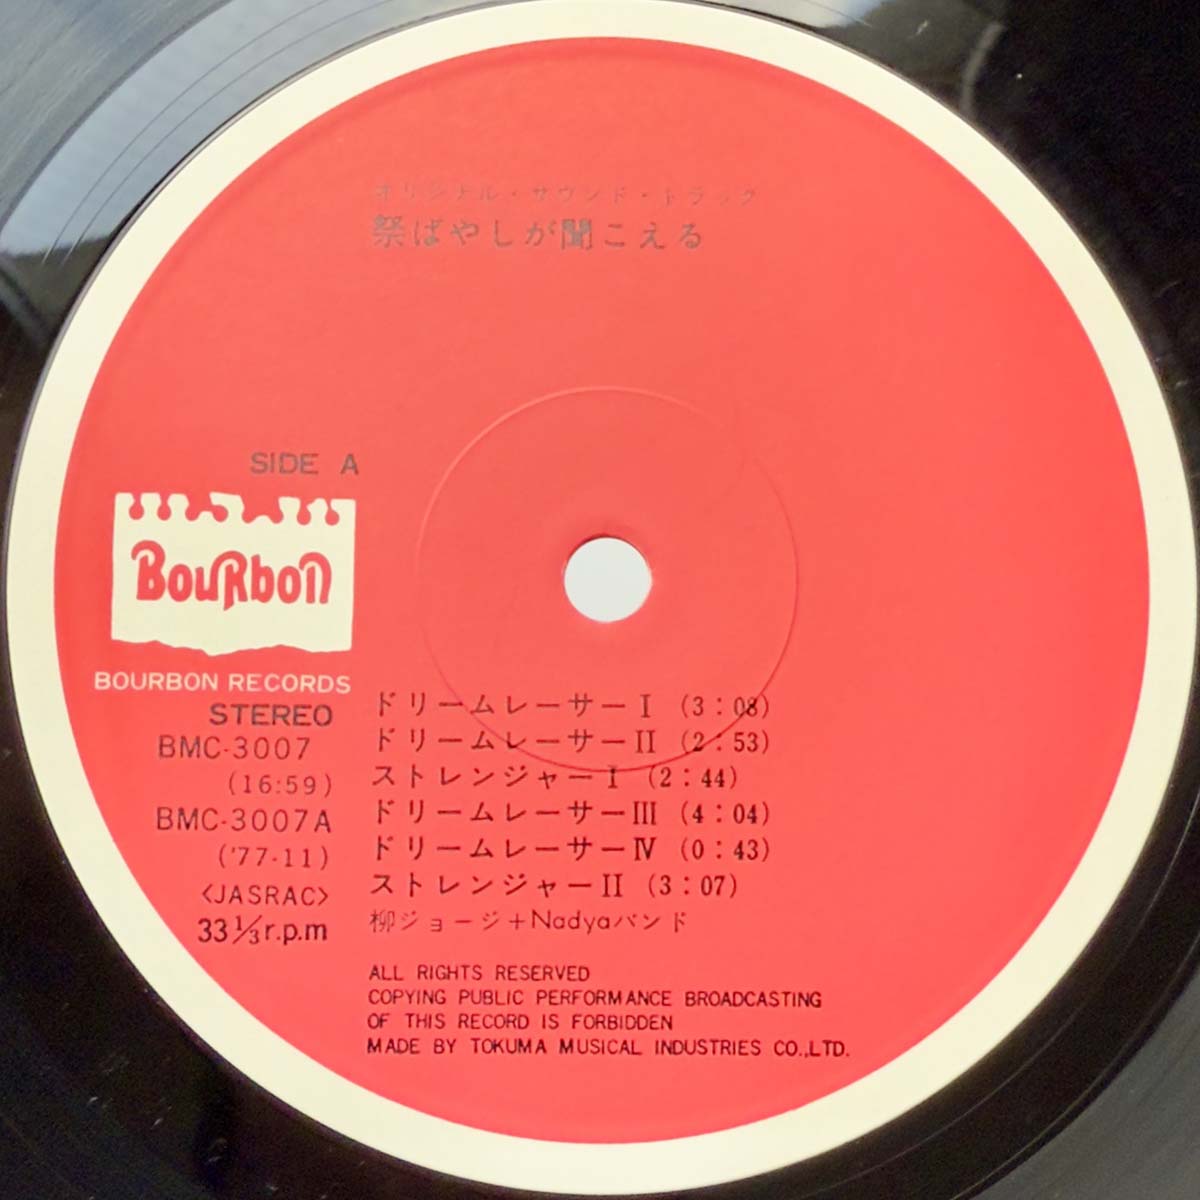 オリジナル・サウンド・トラック
祭ばやしが聞こえる
SIDE A
BouRbon
BOURBON RECORDS
STEREO
BMC-3007
(16:59)
BMC-3007A
('77-11)
<JASRAC>
33 1/3 r.p.m
ドリームレーサーI (3:08)
ドリームレーサーII (2:53)
ストレンジャーI (2:44)
ドリームレーサーIII (4:04)
ドリームレーサーIV (0:43)
ストレンジャーII (3:07)
柳ジョージ+Nadyaバンド
ALL RIGHTS RESERVED
COPYING PUBLIC PERFORMANCE BROADCASTING
OF THIS RECORD IS FORBIDDEN
MADE BY TOKUMA MUSICAL INDUSTRIES CO.,LTD.